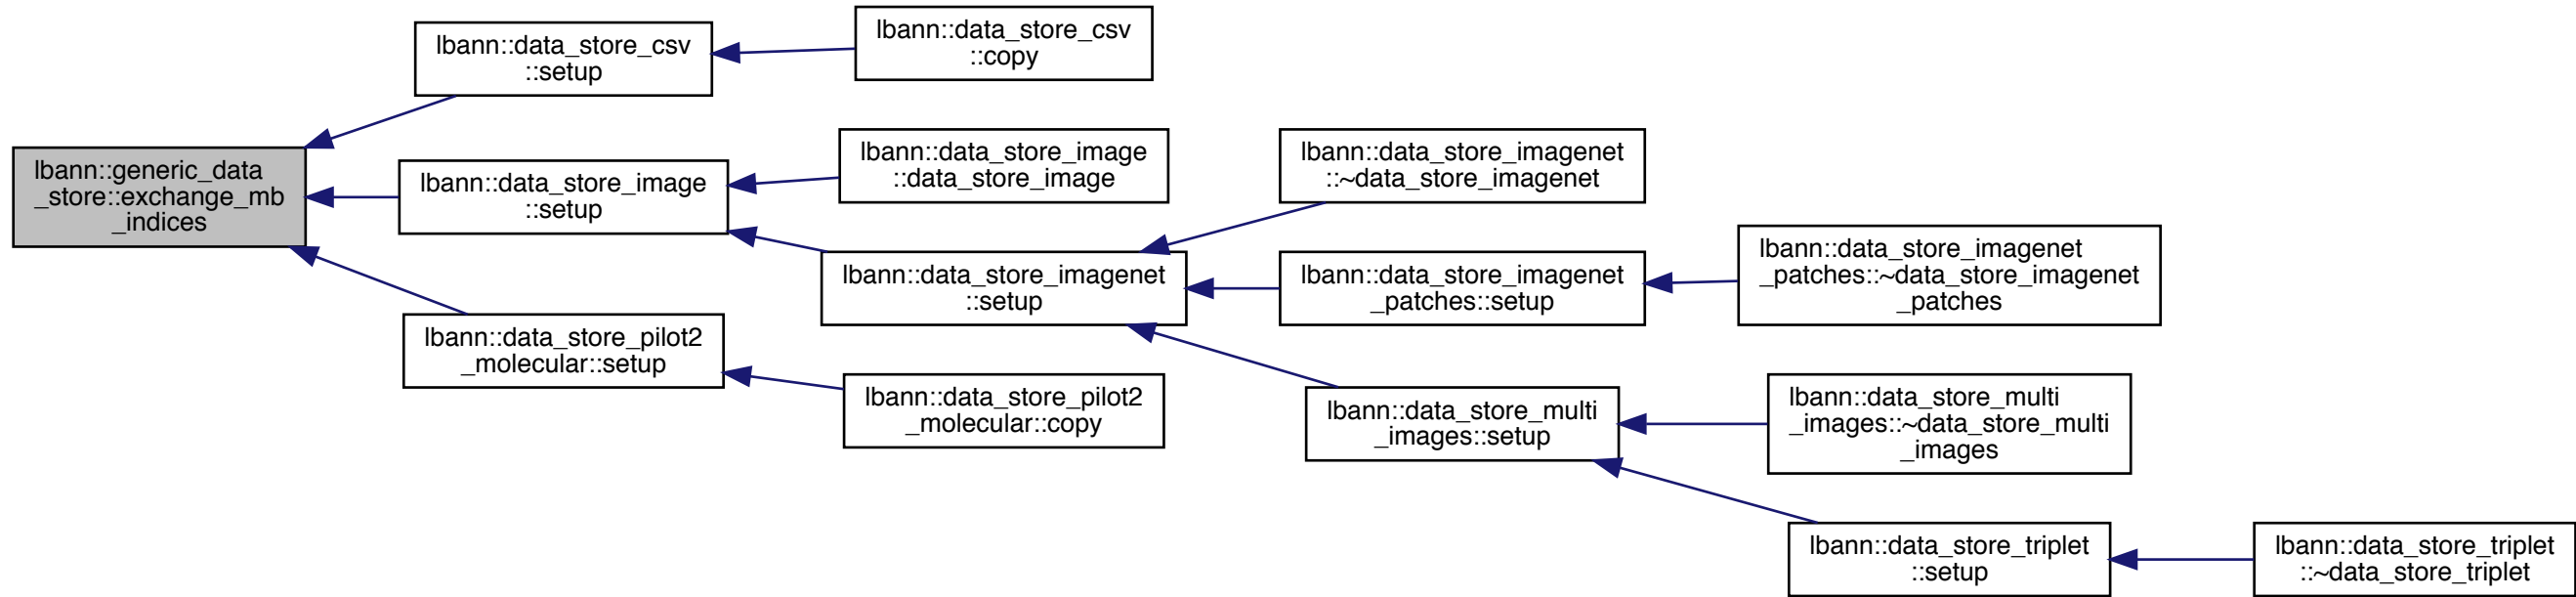 lbann::generic_data
_store::exchange_mb
_indices
lbann::data_store_csv
::setup
lbann::data_store_csv
::copy
lbann::data_store_image
::setup
lbann::data_store_image
::data_store_image
lbann::data_store_imagenet
::setup
lbann::data_store_imagenet
::~data_store_imagenet
lbann::data_store_imagenet
_patches::setup
lbann::data_store_imagenet
_patches::~data_store_imagenet
_patches
lbann::data_store_multi
_images::setup
lbann::data_store_multi
_images::~data_store_multi
_images
lbann::data_store_triplet
::setup
lbann::data_store_triplet
::~data_store_triplet
lbann::data_store_pilot2
_molecular::setup
lbann::data_store_pilot2
_molecular::copy